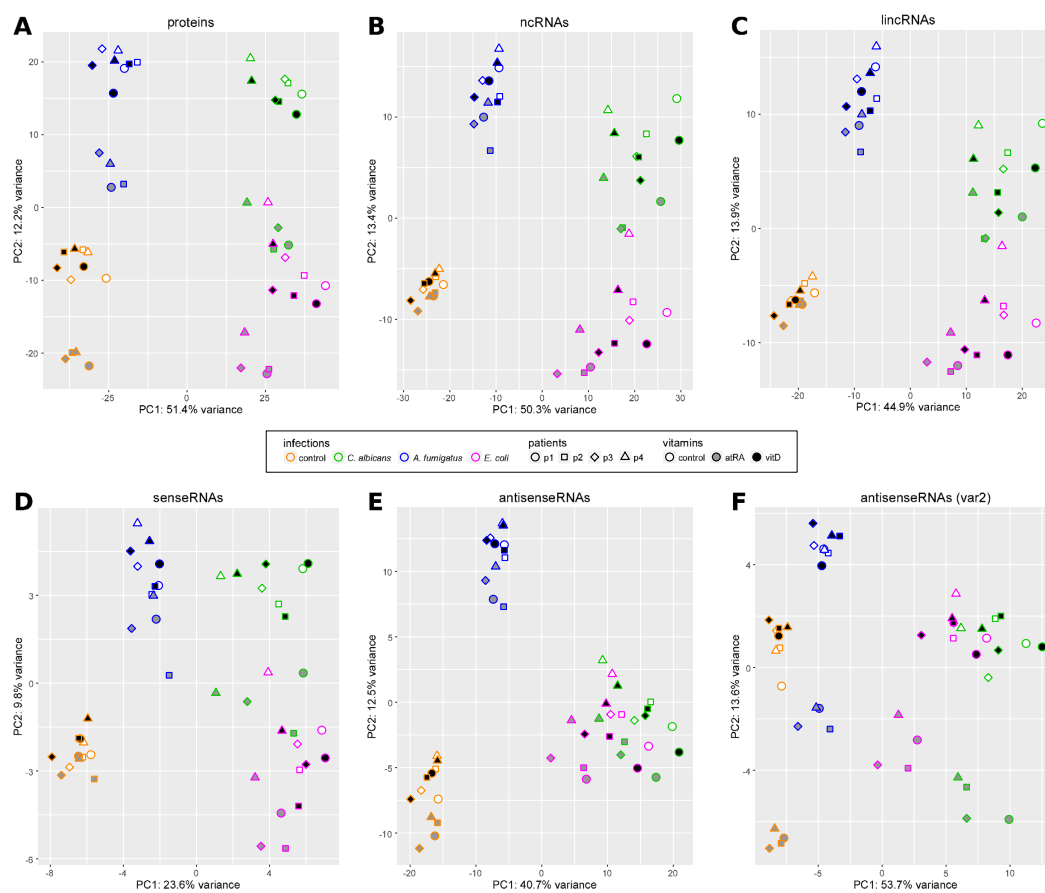 A proteins
B ncRNAs
C lincRNAs
20
10
0
-10
-20
PC2: 12.2% variance
-25 0 25
PC1: 51.4% variance
10
0
-10
PC2: 13.4% variance
-30 -20 -10 0 10 20 30
PC1: 50.3% variance
10
0
-10
PC2: 13.9% variance
-20 -10 0 10 20
PC1: 44.9% variance
infections patients vitamins
control C. albicans A. fumigatus E. coli p1 p2 p3 p4 control atRA vitD
D senseRNAs
E antisenseRNAs
F antisenseRNAs (var2)
3
0
-3
-6
PC2: 9.8% variance
-8 -4 0 4 8
PC1: 23.6% variance
10
5
0
-5
-10
PC2: 12.5% variance
-20 -10 0 10 20
PC1: 40.7% variance
4
0
-4
PC2: 13.6% variance
-5 0 5 10
PC1: 53.7% variance